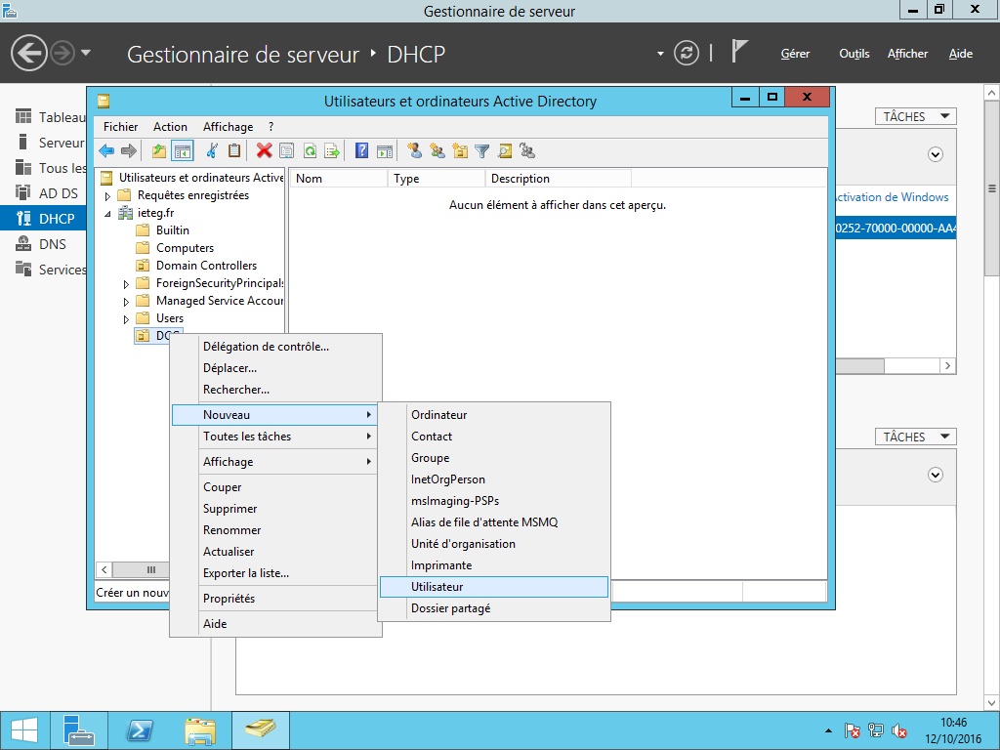 Gestionnaire de serveur
Gestionnaire de serveur ‣ DHCP
Gérer Outils Afficher Aide
Utilisateurs et ordinateurs Active Directory
Fichier Action Affichage ?
Tableau
Serveur
Tous les
AD DS
DHCP
DNS
Services
Utilisateurs et ordinateurs Active
Requêtes enregistrées
ieteg.fr
Builtin
Computers
Domain Controllers
ForeignSecurityPrincipals
Managed Service Accour
Users
Nom Type Description
Aucun élément à afficher dans cet aperçu.
TÂCHES
Activation de Windows
0252-70000-00000-AA4
TÂCHES
Délégation de contrôle...
Déplacer...
Rechercher...
Nouveau
Toutes les tâches
Affichage
Couper
Supprimer
Renommer
Actualiser
Exporter la liste...
Propriétés
Aide
Ordinateur
Contact
Groupe
InetOrgPerson
msImaging-PSPs
Alias de file d'attente MSMQ
Unité d'organisation
Imprimante
Utilisateur
Dossier partagé
Créer un nouv
10:46
12/10/2016